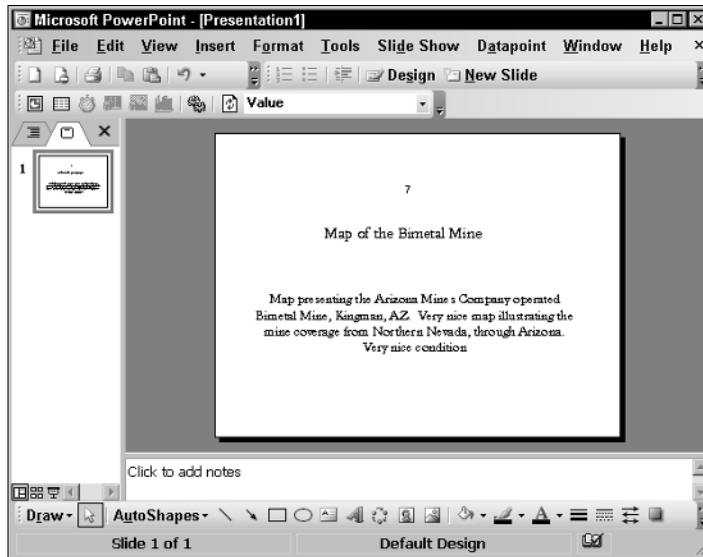 Microsoft PowerPoint - [Presentation1]
File Edit View Insert Format Tools Slide Show Datapoint Window Help
Design New Slide
Value
1
7
Map of the Bimetal Mine
Map presenting the Arizona Mines Company operated
Bimetal Mine, Kingman, AZ. Very nice map illustrating the
mine coverage from Northern Nevada, through Arizona.
Very nice condition
Click to add notes
Draw AutoShapes
Slide 1 of 1 Default Design